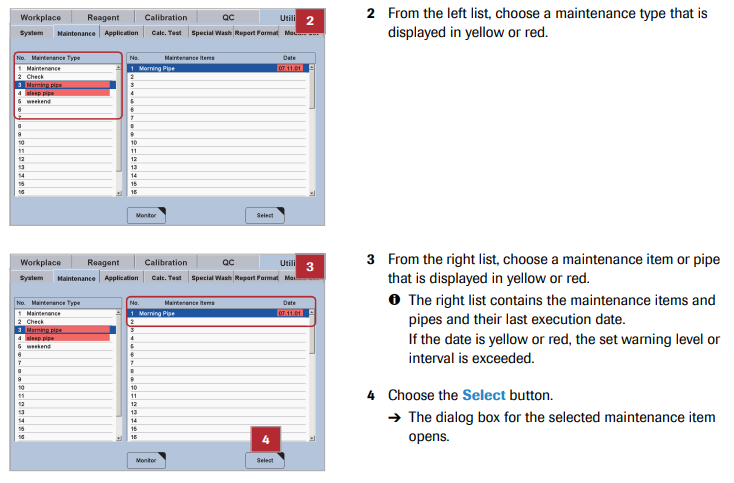 Workplace Reagent Calibration QC Utili
2
System Maintenance Application Calc. Test Special Wash Report Format
No. Maintenance Type No. Maintenance Items Date
1 Maintenance 1 Morning Pipe 07.11.01
2 Check 2
3 Morning pipe 3
4 sleep pipe 4
5 weekend 5
6 6
7 7
8 8
9 9
10 10
11 11
12 12
13 13
14 14
15 15
16 16
Monitor Select
2 From the left list, choose a maintenance type that is
displayed in yellow or red.
Workplace Reagent Calibration QC Utili
3
System Maintenance Application Calc. Test Special Wash Report Format
No. Maintenance Type No. Maintenance Items Date
1 Maintenance 1 Morning Pipe 07.11.01
2 Check 2
3 Morning pipe 3
4 sleep pipe 4
5 weekend 5
6 6
7 7
8 8
9 9
10 10
11 11
12 12
13 13
14 14
15 15
16 16
4
Monitor Select
3 From the right list, choose a maintenance item or pipe
that is displayed in yellow or red.
The right list contains the maintenance items and
pipes and their last execution date.
If the date is yellow or red, the set warning level or
interval is exceeded.
4 Choose the Select button.
→ The dialog box for the selected maintenance item
opens.